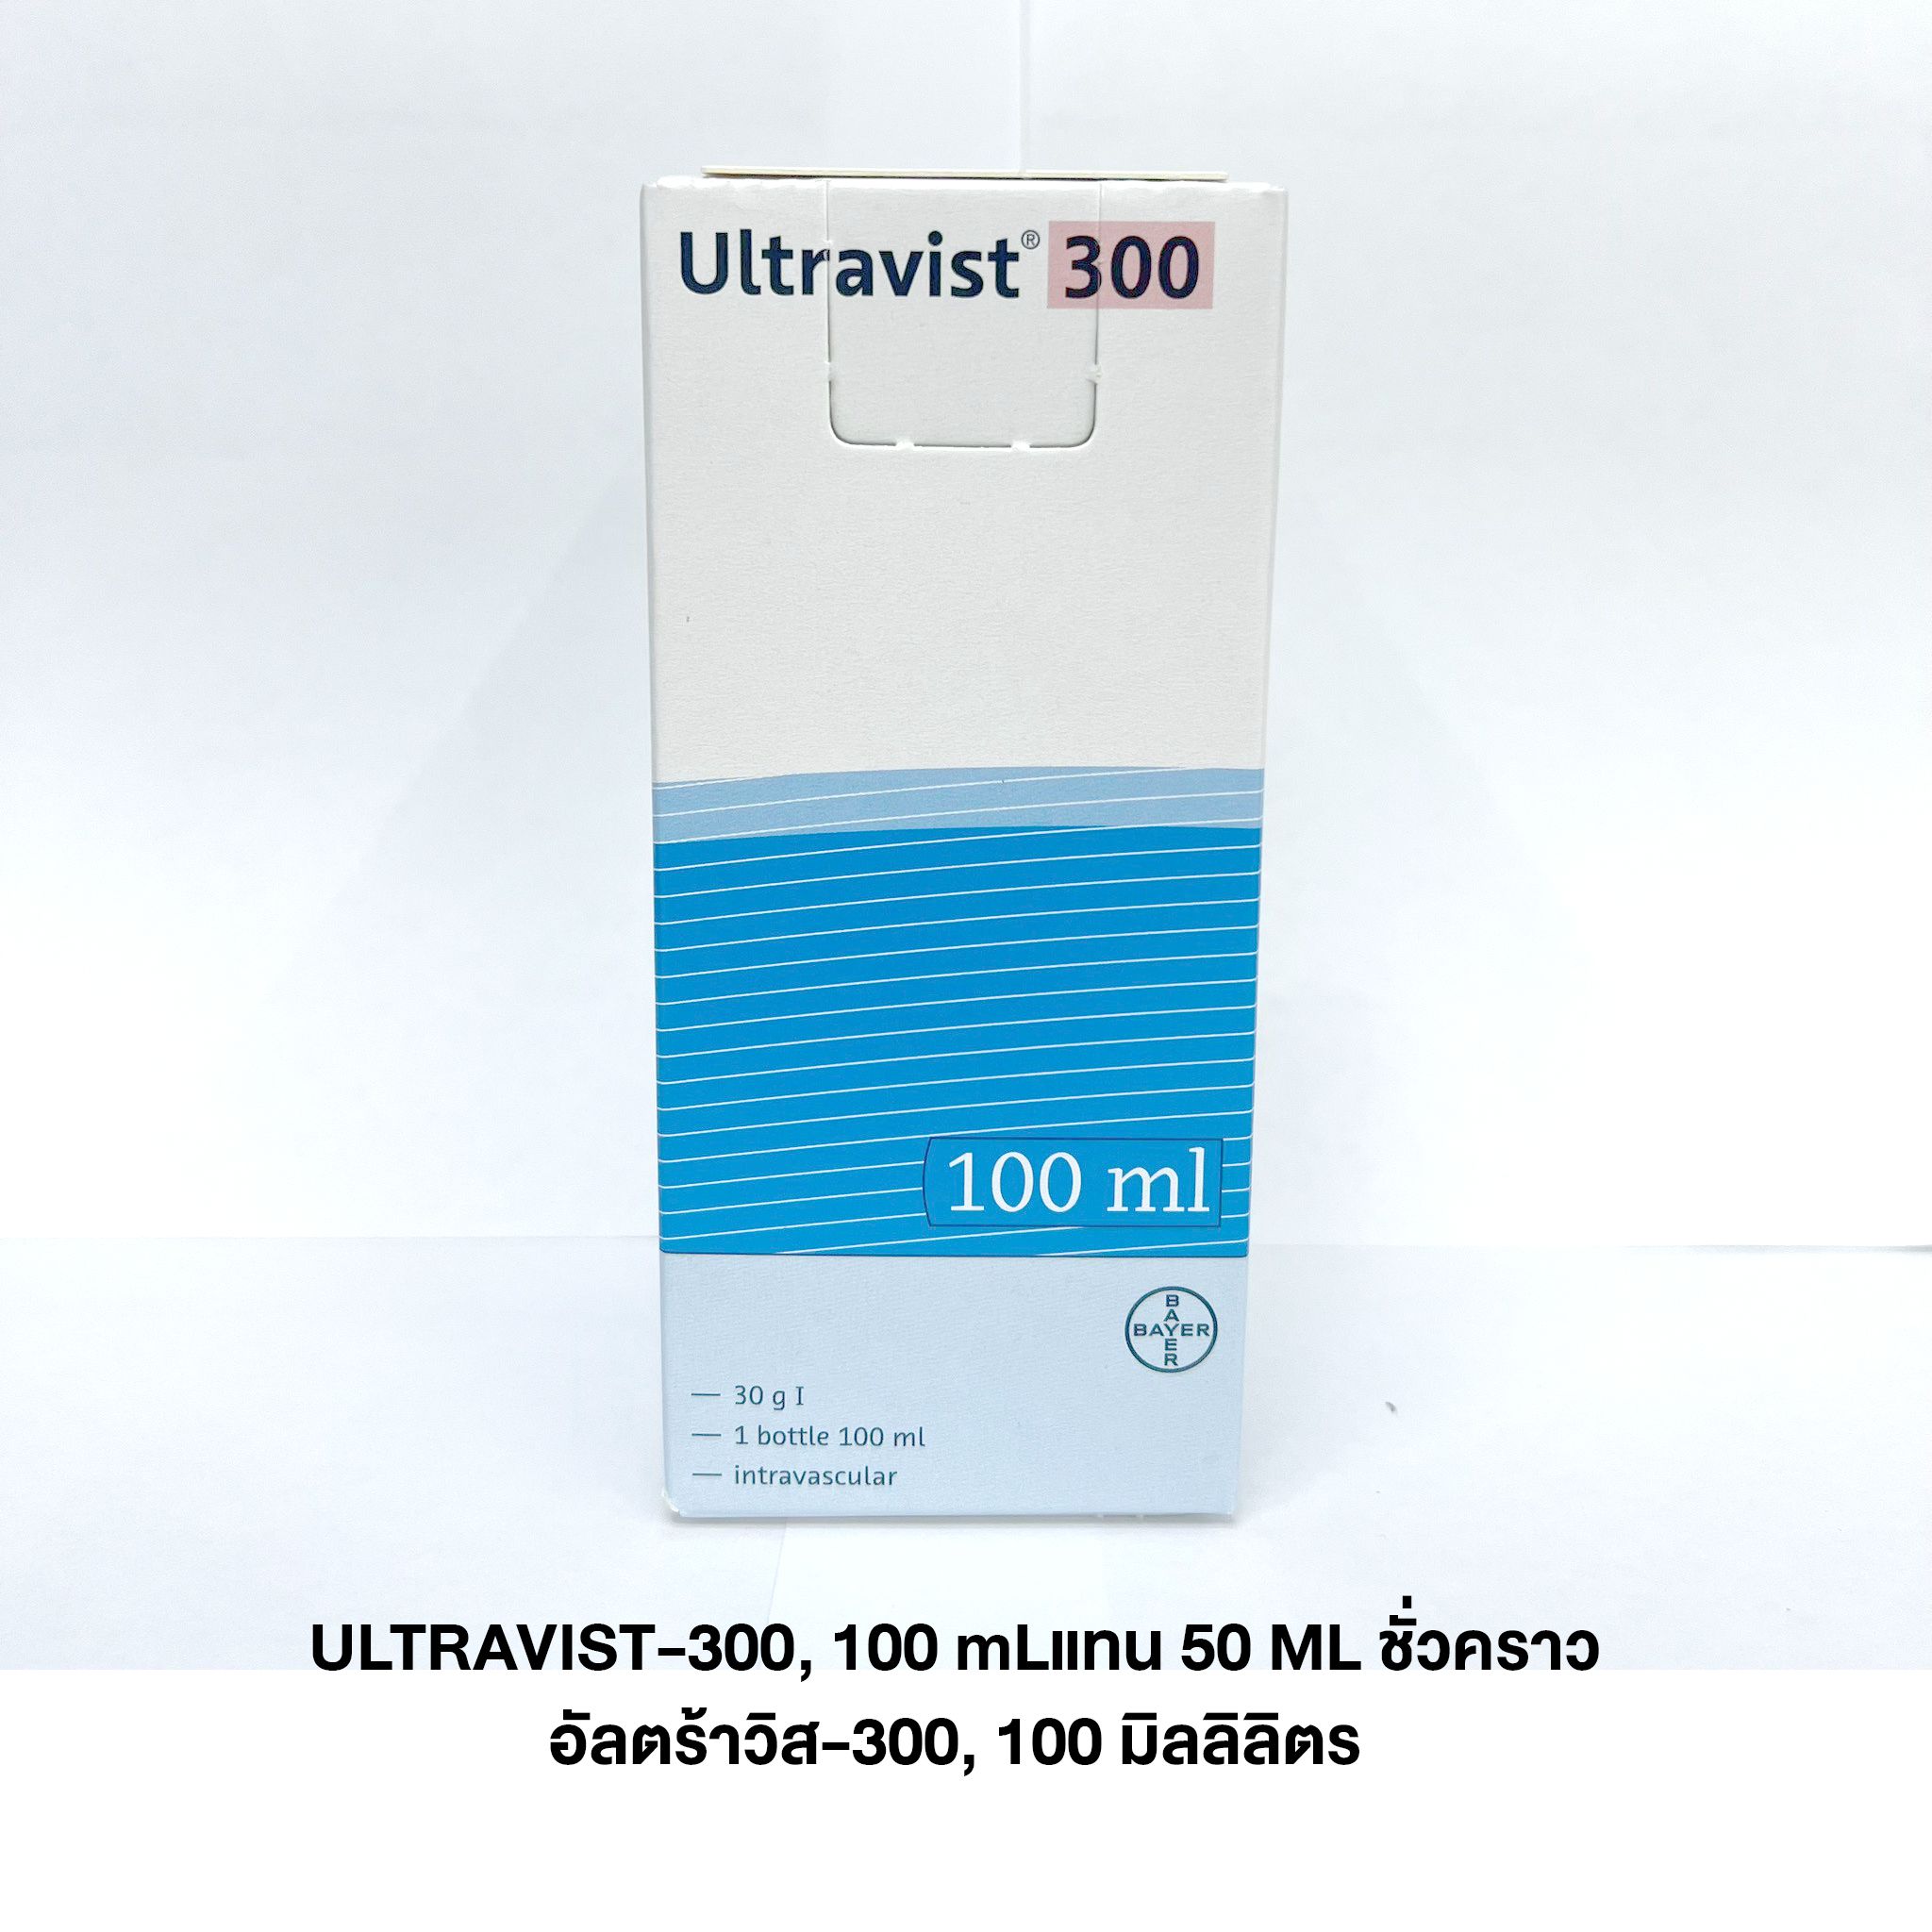 Ultravist® 300
100 ml
BAYER
BAYER
— 30 g I
— 1 bottle 100 ml
— intravascular
ULTRAVIST-300, 100 mLแทน 50 ML ชั่วคราว
อัลตร้าวิส-300, 100 มิลลิลิตร